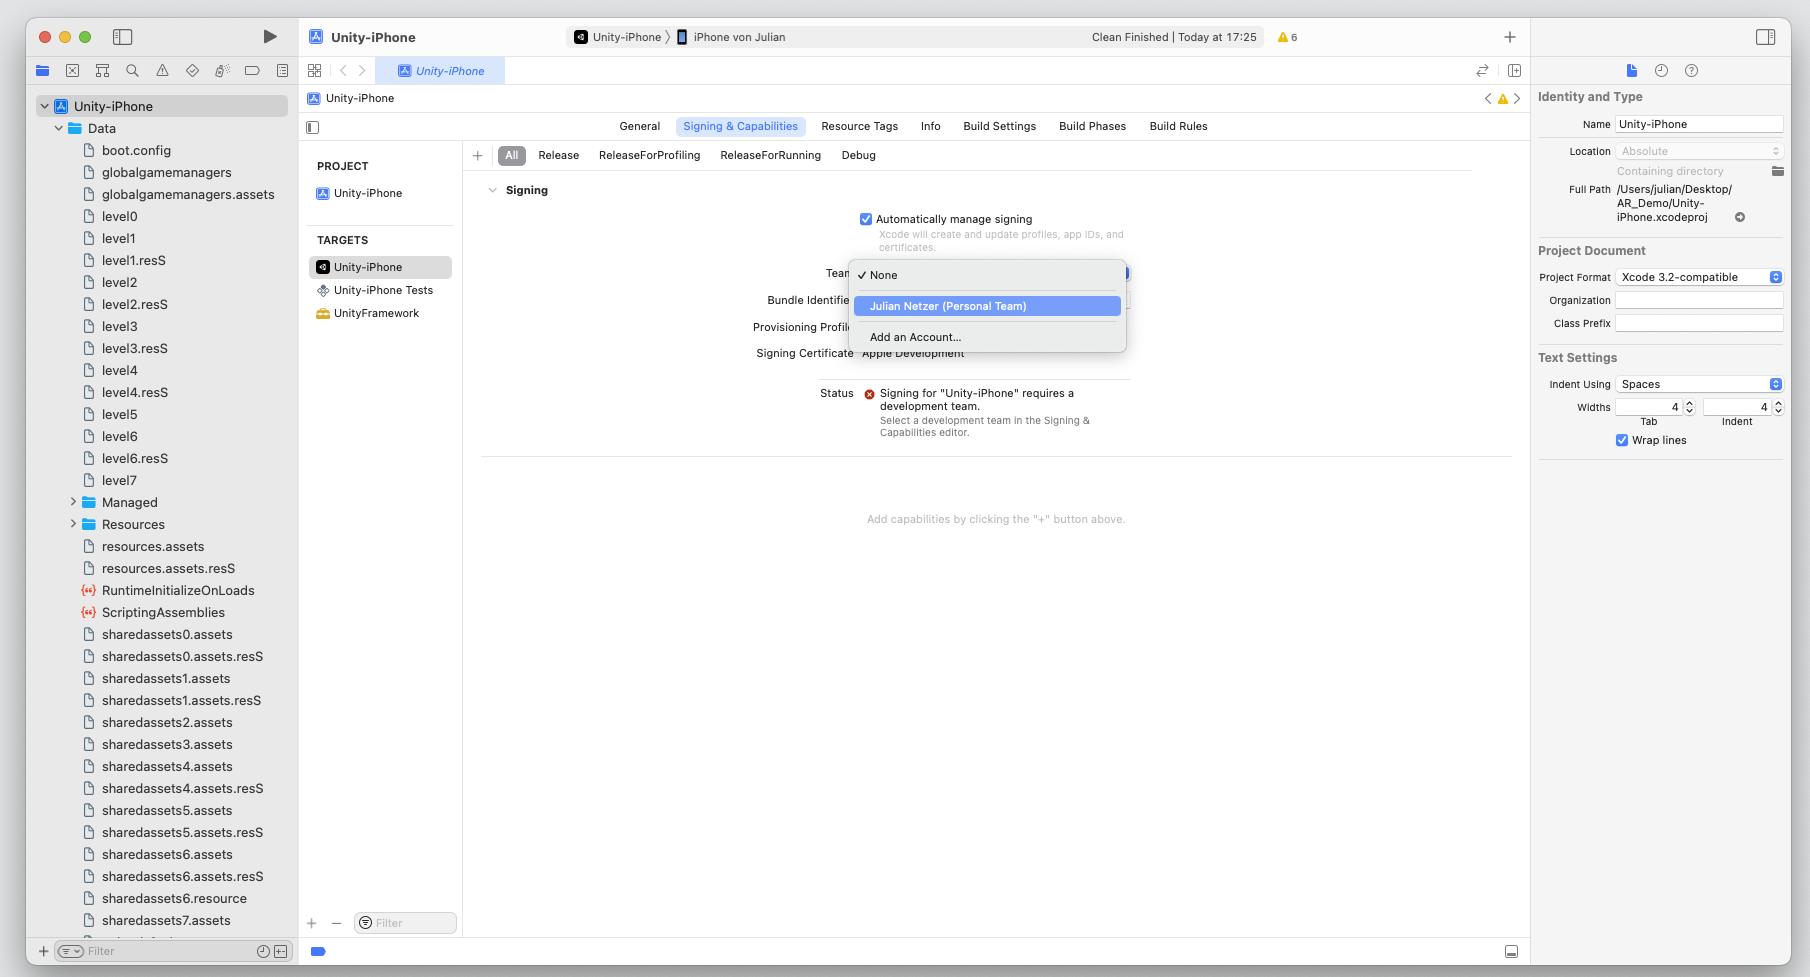 Unity-iPhone
Unity-iPhone 〉 iPhone von Julian
Clean Finished | Today at 17:25
6
Unity-iPhone
Unity-iPhone
Unity-iPhone
Data
boot.config
globalgamemanagers
globalgamemanagers.assets
level0
level1
level1.resS
level2
level2.resS
level3
level3.resS
level4
level4.resS
level5
level6
level6.resS
level7
Managed
Resources
resources.assets
resources.assets.resS
RuntimeInitializeOnLoads
ScriptingAssemblies
sharedassets0.assets
sharedassets0.assets.resS
sharedassets1.assets
sharedassets1.assets.resS
sharedassets2.assets
sharedassets3.assets
sharedassets4.assets
sharedassets4.assets.resS
sharedassets5.assets
sharedassets5.assets.resS
sharedassets6.assets
sharedassets6.assets.resS
sharedassets6.resource
sharedassets7.assets
Filter
General
Signing & Capabilities
Resource Tags
Info
Build Settings
Build Phases
Build Rules
PROJECT
Unity-iPhone
TARGETS
Unity-iPhone
Unity-iPhone Tests
UnityFramework
Filter
All
Release
ReleaseForProfiling
ReleaseForRunning
Debug
Signing
Automatically manage signing
Xcode will create and update profiles, app IDs, and
certificates.
Team
✓ None
Julian Netzer (Personal Team)
Add an Account...
Bundle Identifie
Provisioning Profil
Signing Certificate Apple Development
Status
Signing for "Unity-iPhone" requires a
development team.
Select a development team in the Signing &
Capabilities editor.
Add capabilities by clicking the "+" button above.
Identity and Type
Name Unity-iPhone
Location Absolute
Containing directory
Full Path /Users/julian/Desktop/
AR_Demo/Unity-
iPhone.xcodeproj
Project Document
Project Format Xcode 3.2-compatible
Organization
Class Prefix
Text Settings
Indent Using Spaces
Widths 4 4
Tab Indent
Wrap lines